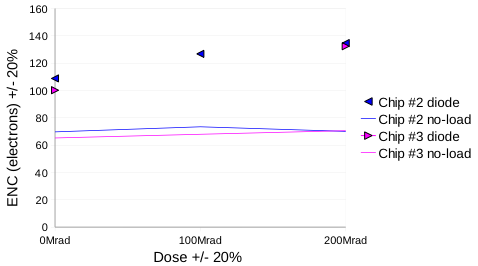 160
140
120
100
80
60
40
20
0
ENC (electrons) +/- 20%
0Mrad
100Mrad
200Mrad
Dose +/- 20%
Chip #2 diode
Chip #2 no-load
Chip #3 diode
Chip #3 no-load